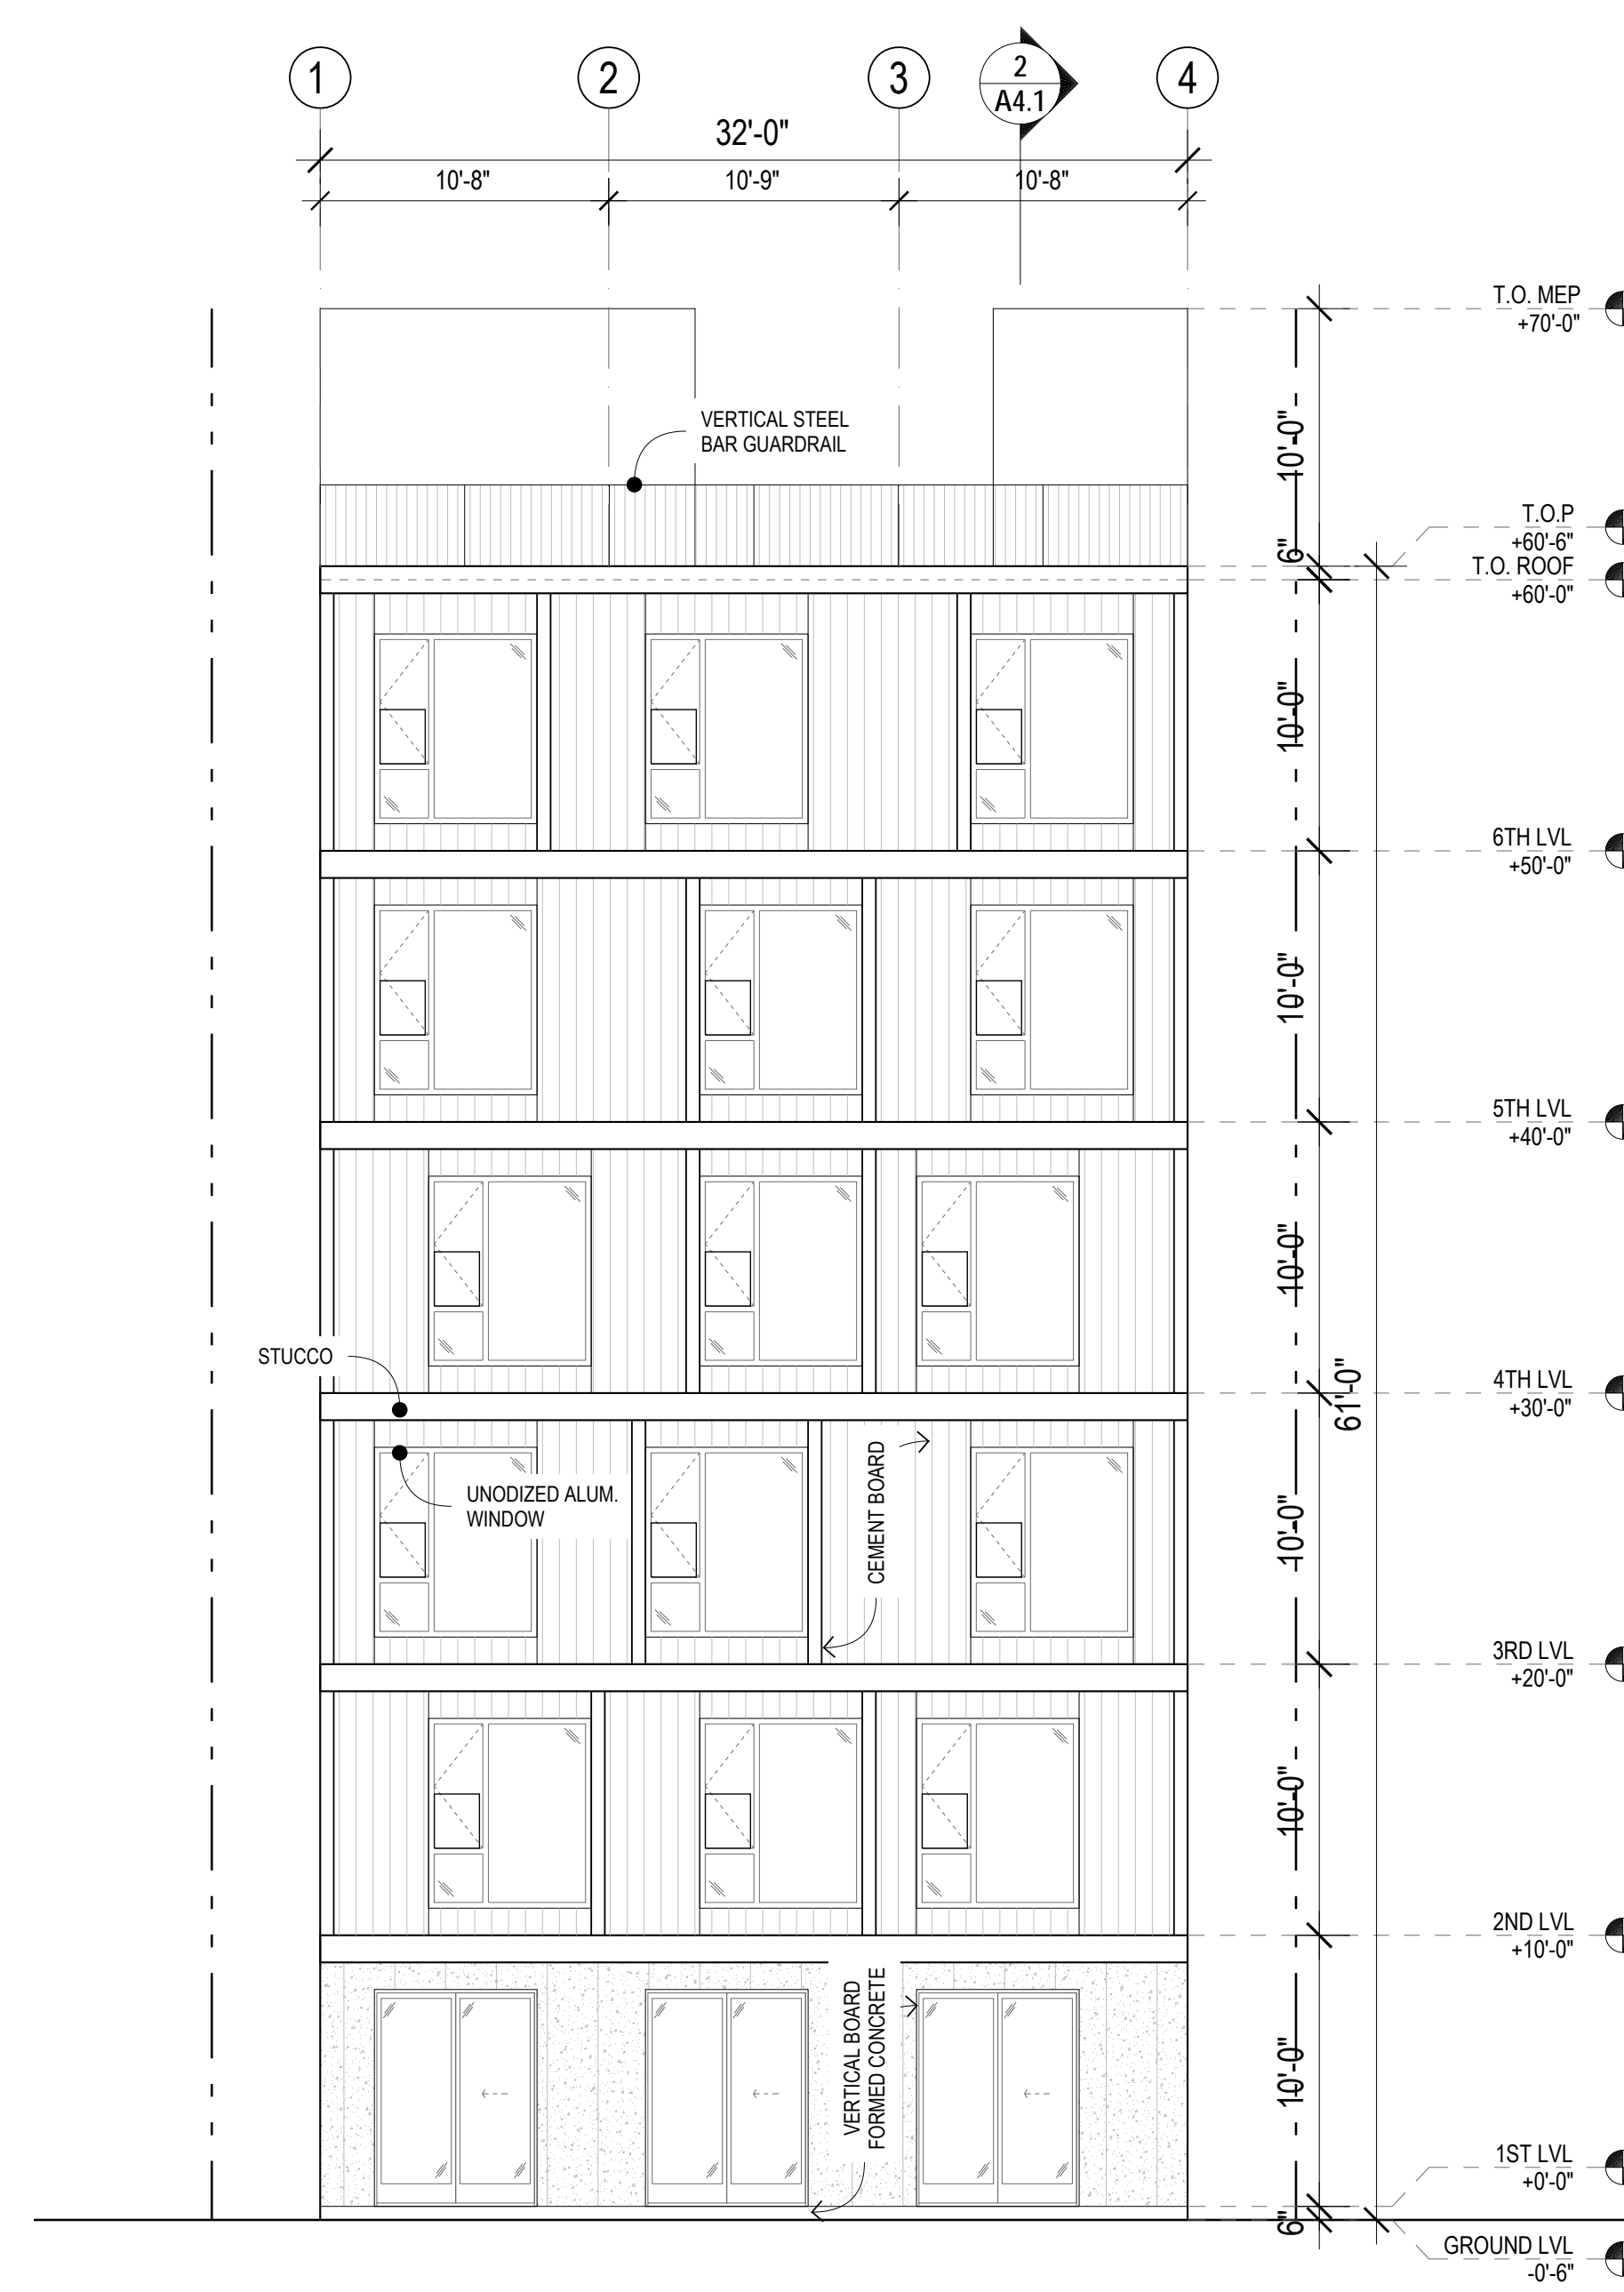 1
2
3
2
A4.1
4
32'-0"
10'-8"
10'-9"
10'-8"
T.O. MEP
+70'-0"
VERTICAL STEEL
BAR GUARDRAIL
10'-0"
T.O.P
+60'-6"
6"
T.O. ROOF
+60'-0"
10'-0"
6TH LVL
+50'-0"
10'-0"
5TH LVL
+40'-0"
10'-0"
STUCCO
4TH LVL
+30'-0"
61'-0"
UNODIZED ALUM.
WINDOW
CEMENT BOARD
10'-0"
3RD LVL
+20'-0"
10'-0"
2ND LVL
+10'-0"
VERTICAL BOARD
FORMED CONCRETE
10'-0"
1ST LVL
+0'-0"
6"
GROUND LVL
-0'-6"